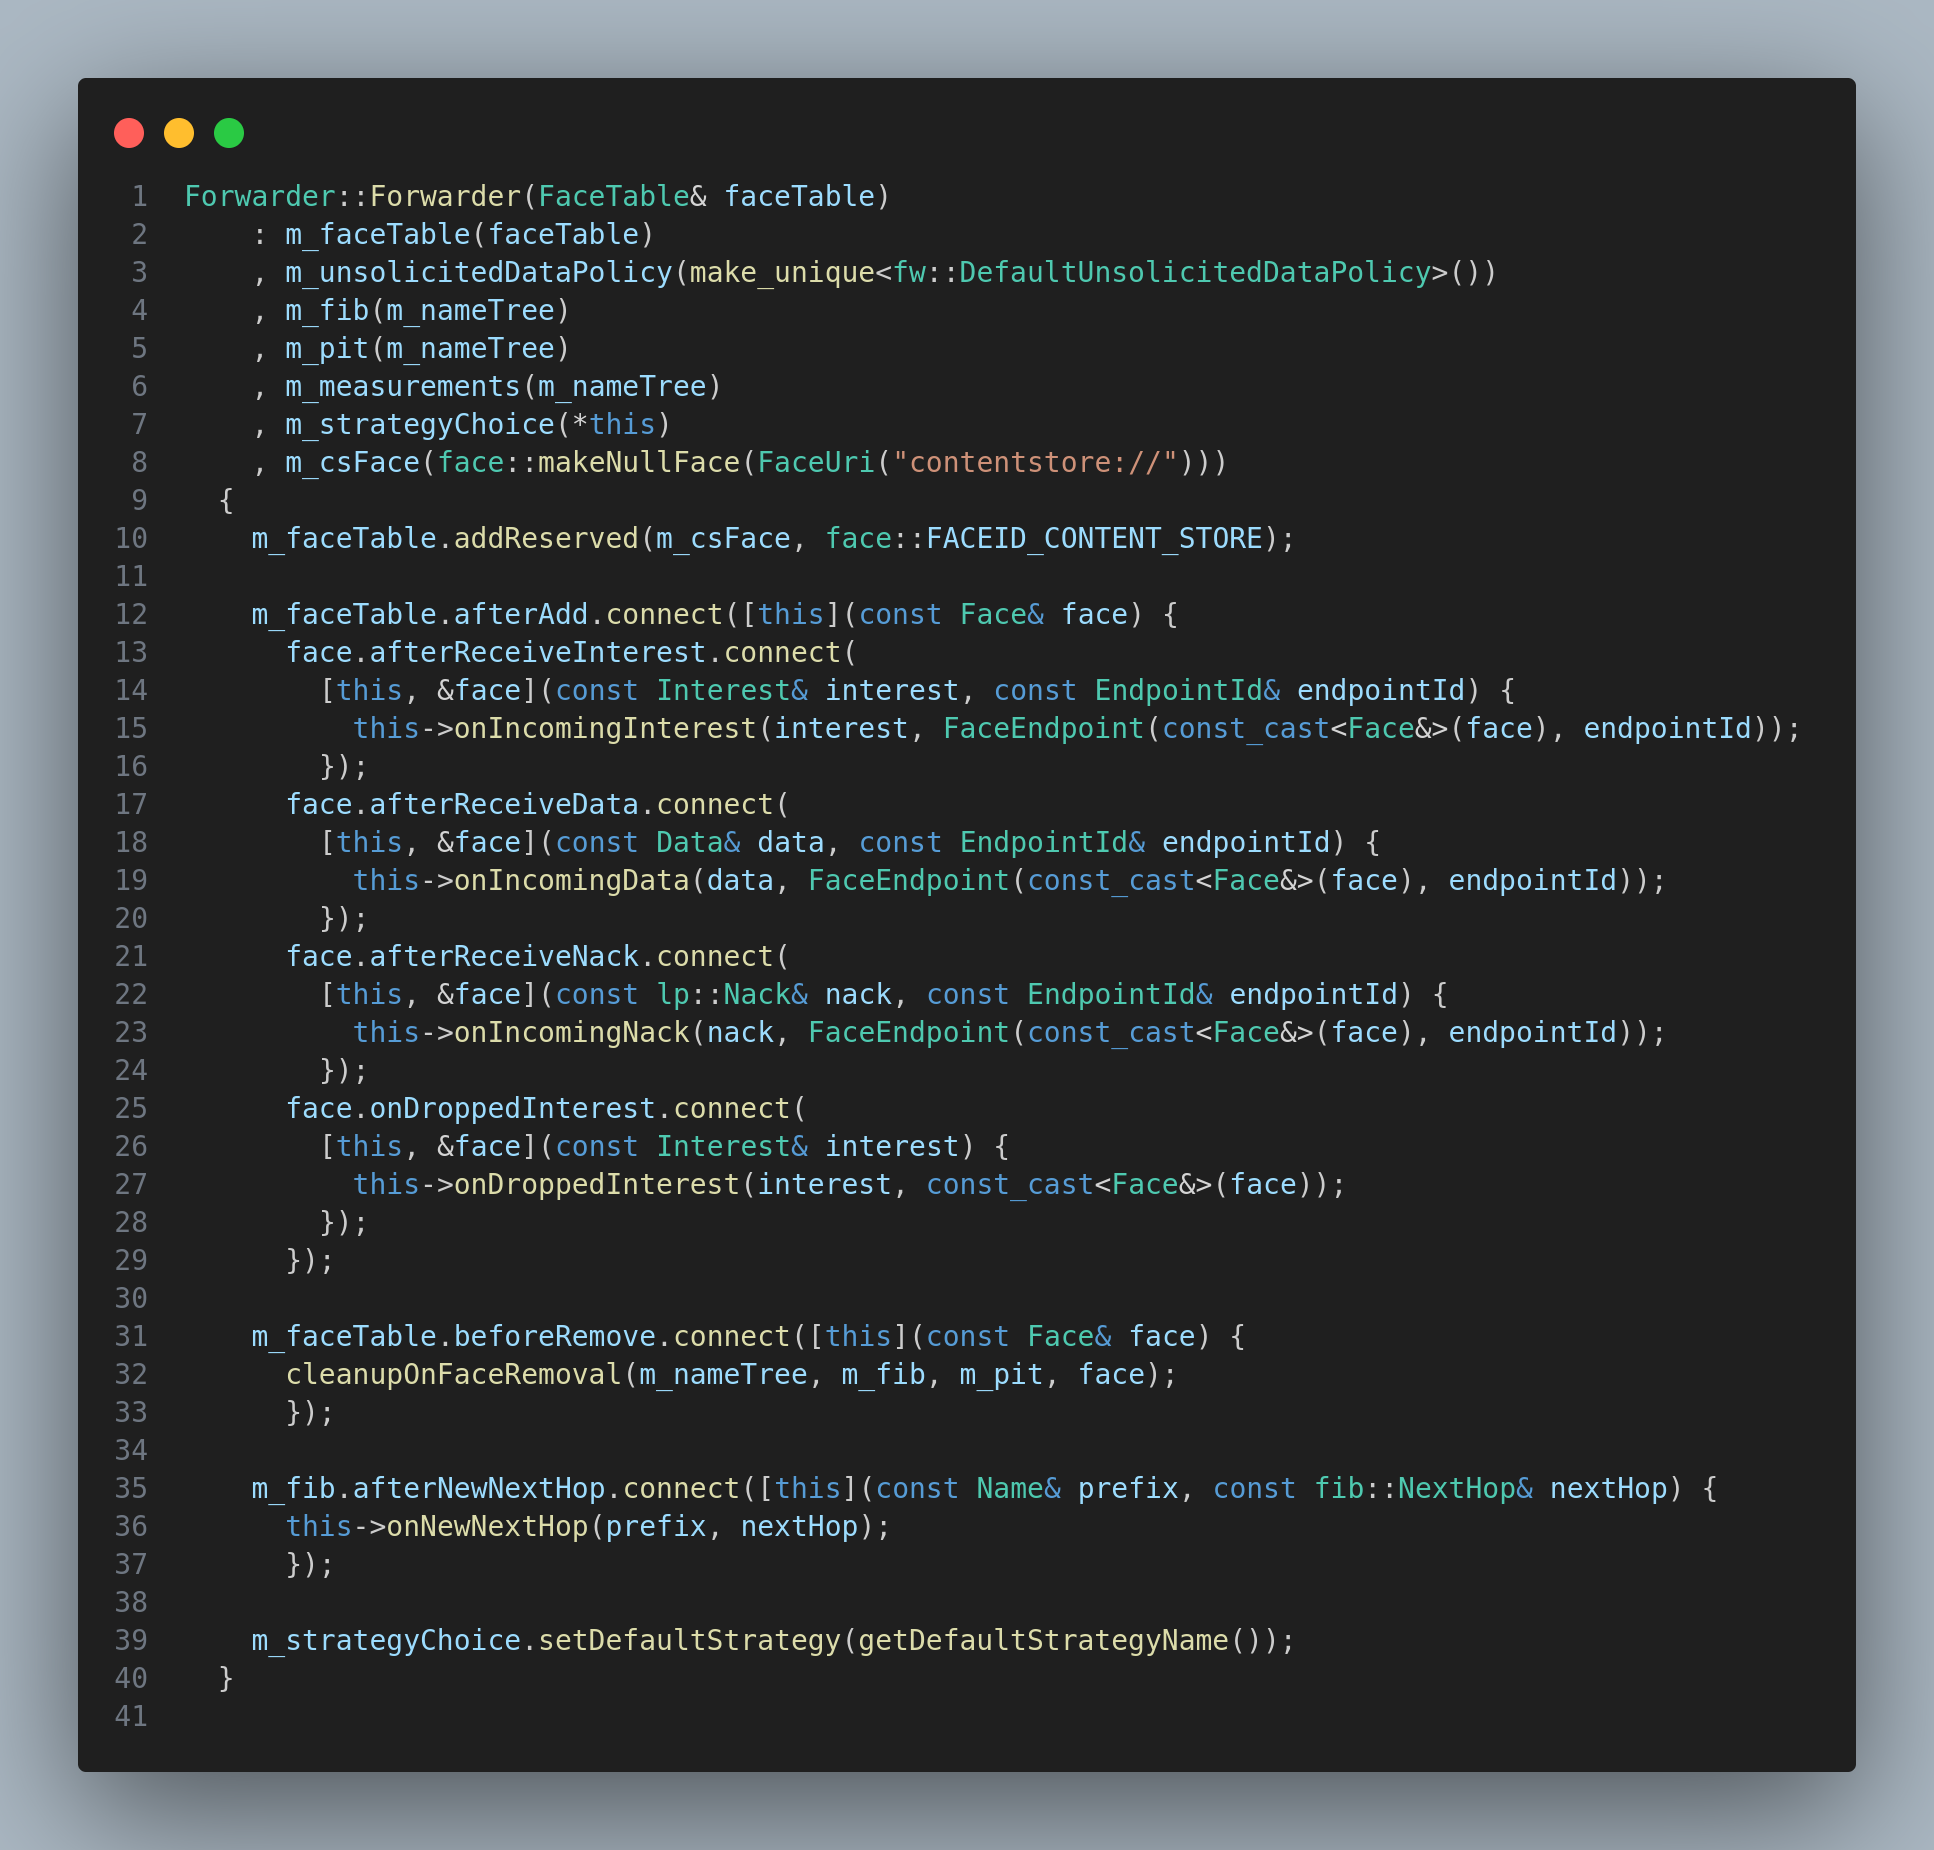 1 Forwarder::Forwarder(FaceTable& faceTable)
2     : m_faceTable(faceTable)
3     , m_unsolicitedDataPolicy(make_unique<fw::DefaultUnsolicitedDataPolicy>())
4     , m_fib(m_nameTree)
5     , m_pit(m_nameTree)
6     , m_measurements(m_nameTree)
7     , m_strategyChoice(*this)
8     , m_csFace(face::makeNullFace(FaceUri("contentstore://")))
9   {
10     m_faceTable.addReserved(m_csFace, face::FACEID_CONTENT_STORE);
11
12     m_faceTable.afterAdd.connect([this](const Face& face) {
13       face.afterReceiveInterest.connect(
14         [this, &face](const Interest& interest, const EndpointId& endpointId) {
15           this->onIncomingInterest(interest, FaceEndpoint(const_cast<Face&>(face), endpointId));
16         });
17       face.afterReceiveData.connect(
18         [this, &face](const Data& data, const EndpointId& endpointId) {
19           this->onIncomingData(data, FaceEndpoint(const_cast<Face&>(face), endpointId));
20         });
21       face.afterReceiveNack.connect(
22         [this, &face](const lp::Nack& nack, const EndpointId& endpointId) {
23           this->onIncomingNack(nack, FaceEndpoint(const_cast<Face&>(face), endpointId));
24         });
25       face.onDroppedInterest.connect(
26         [this, &face](const Interest& interest) {
27           this->onDroppedInterest(interest, const_cast<Face&>(face));
28         });
29       });
30
31     m_faceTable.beforeRemove.connect([this](const Face& face) {
32       cleanupOnFaceRemoval(m_nameTree, m_fib, m_pit, face);
33       });
34
35     m_fib.afterNewNextHop.connect([this](const Name& prefix, const fib::NextHop& nextHop) {
36       this->onNewNextHop(prefix, nextHop);
37       });
38
39     m_strategyChoice.setDefaultStrategy(getDefaultStrategyName());
40   }
41